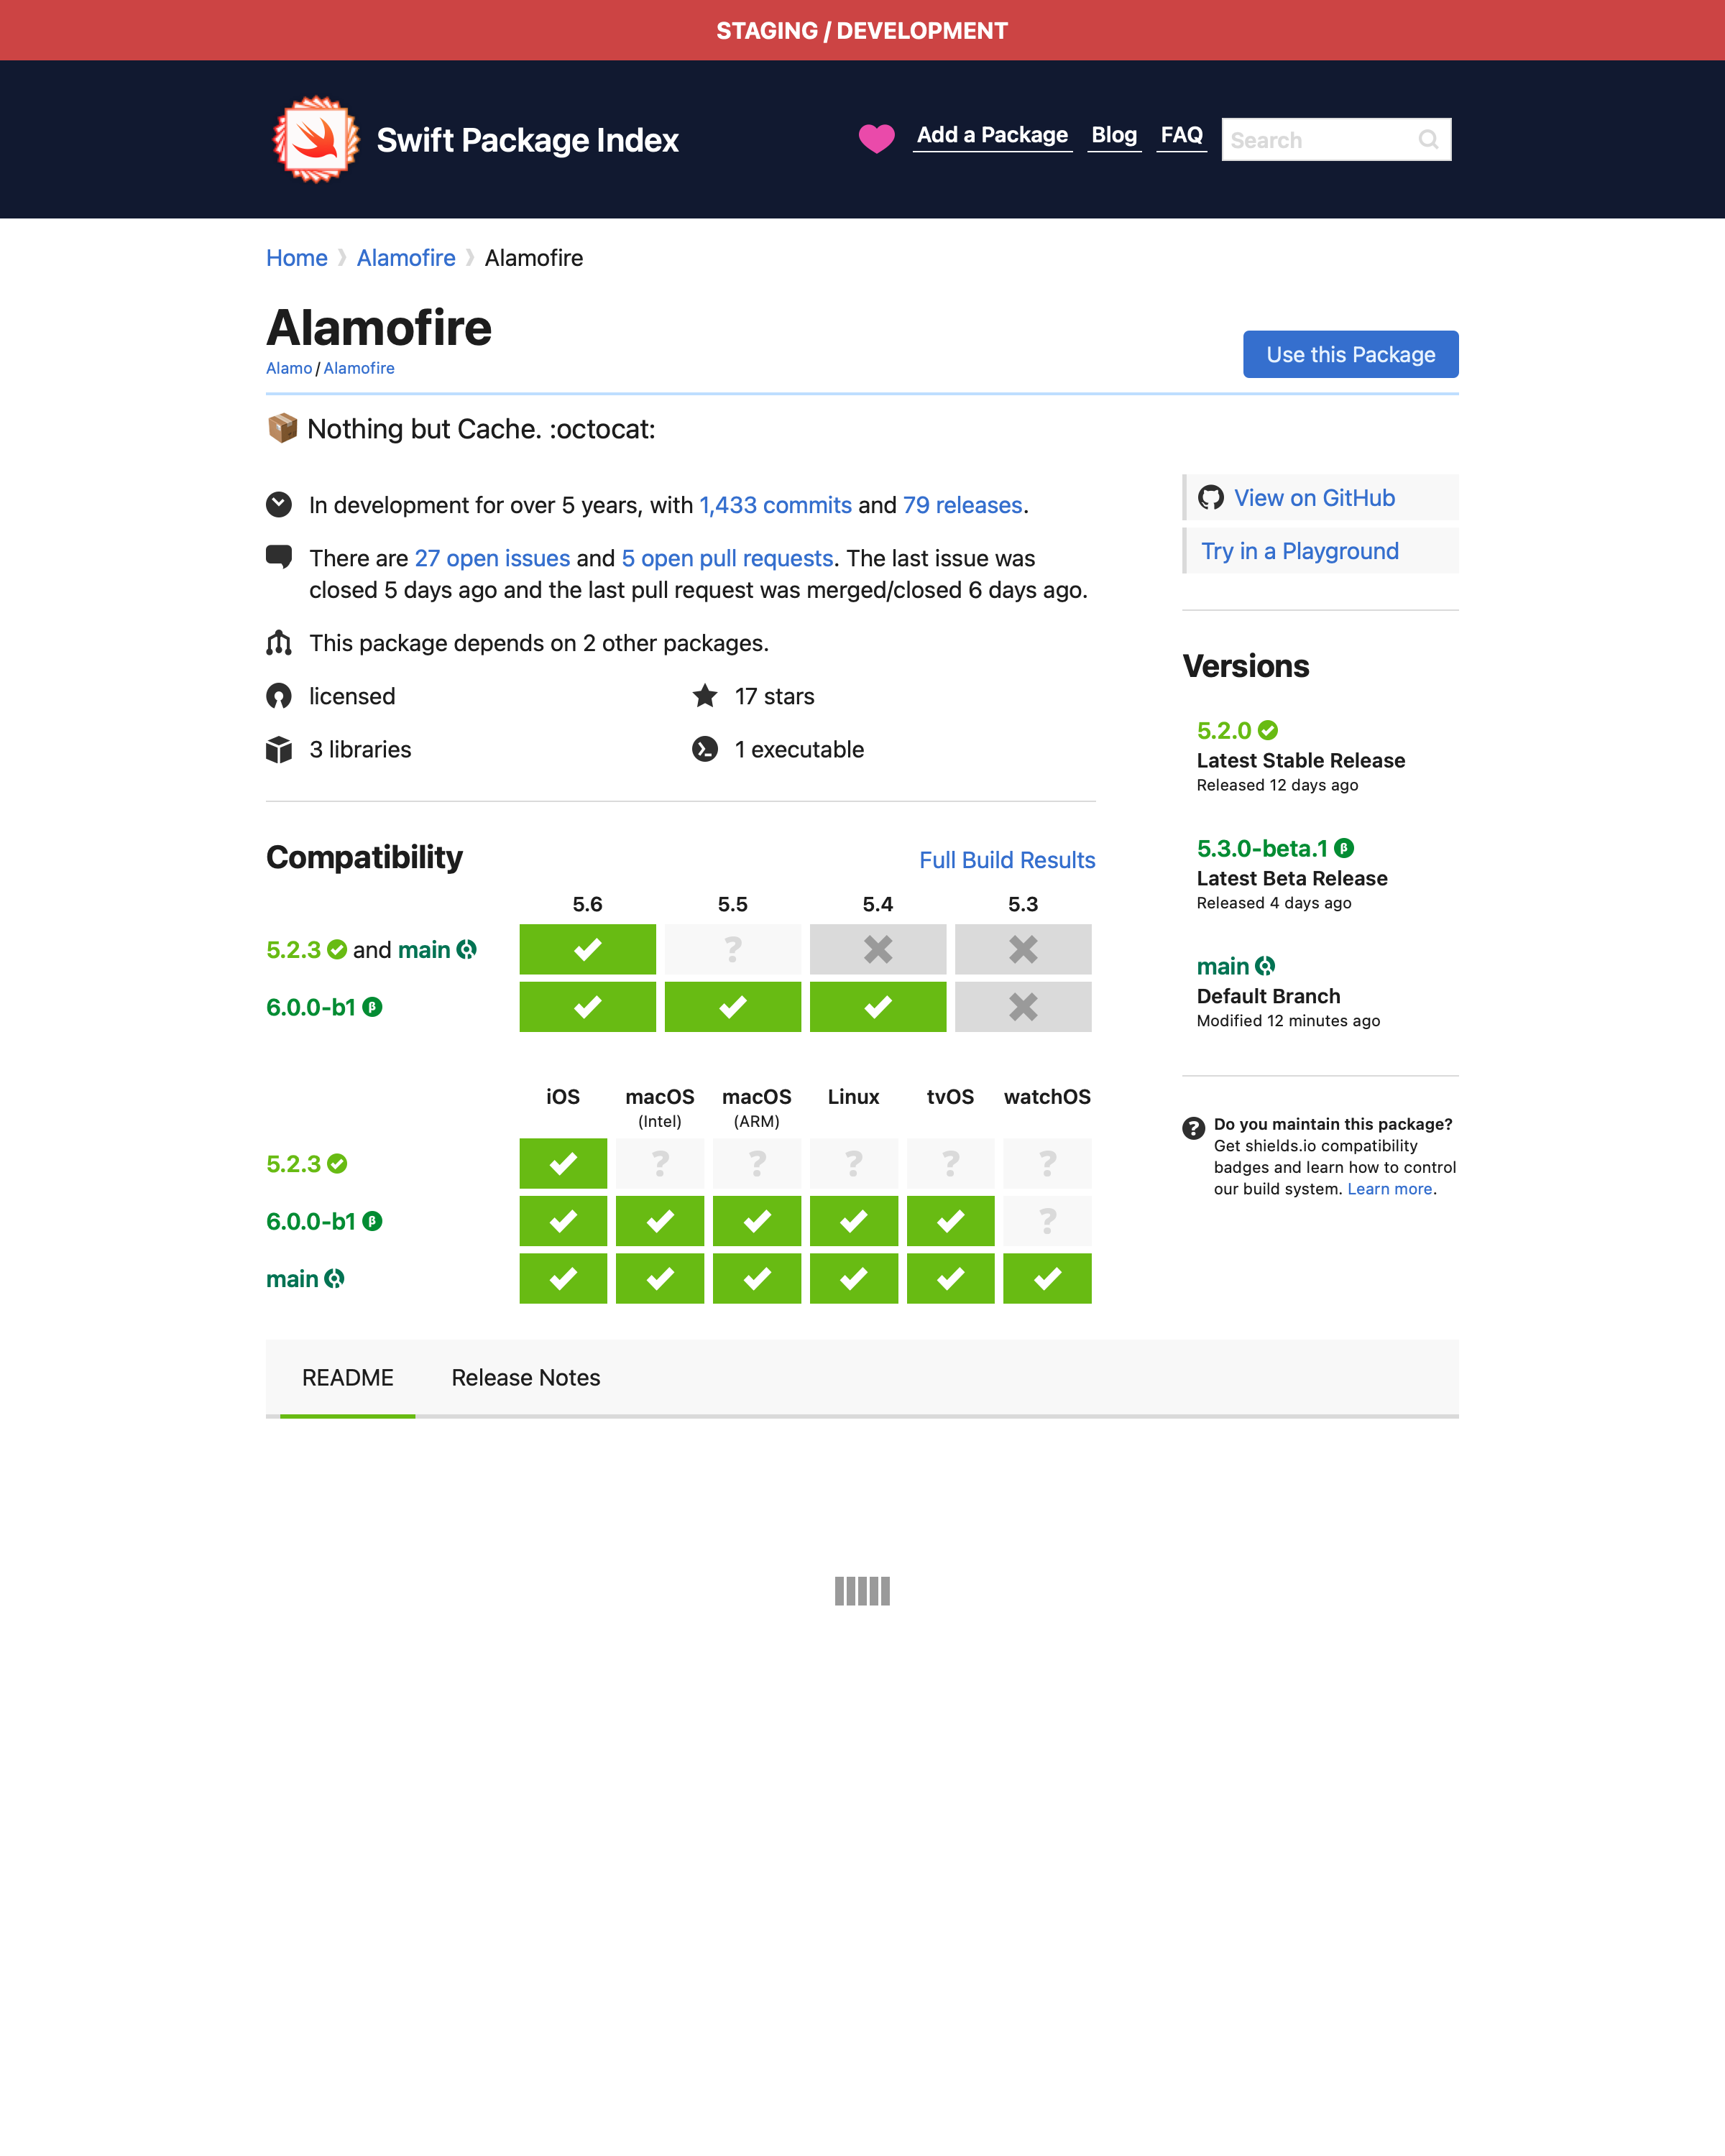 STAGING / DEVELOPMENT
Swift Package Index
Add a Package Blog FAQ Search
Home Alamofire Alamofire
Alamofire
Alamo / Alamofire
Use this Package
📦 Nothing but Cache. :octocat:
In development for over 5 years, with 1,433 commits and 79 releases.
There are 27 open issues and 5 open pull requests. The last issue was
closed 5 days ago and the last pull request was merged/closed 6 days ago.
This package depends on 2 other packages.
licensed
17 stars
3 libraries
1 executable
Compatibility
Full Build Results
5.6 5.5 5.4 5.3
5.2.3 and main ?
6.0.0-b1 β
iOS macOS macOS Linux tvOS watchOS
(Intel) (ARM)
5.2.3 ? ? ? ? ?
6.0.0-b1 β ?
main
View on GitHub
Try in a Playground
Versions
5.2.0
Latest Stable Release
Released 12 days ago
5.3.0-beta.1 β
Latest Beta Release
Released 4 days ago
main
Default Branch
Modified 12 minutes ago
? Do you maintain this package?
Get shields.io compatibility
badges and learn how to control
our build system. Learn more.
README Release Notes